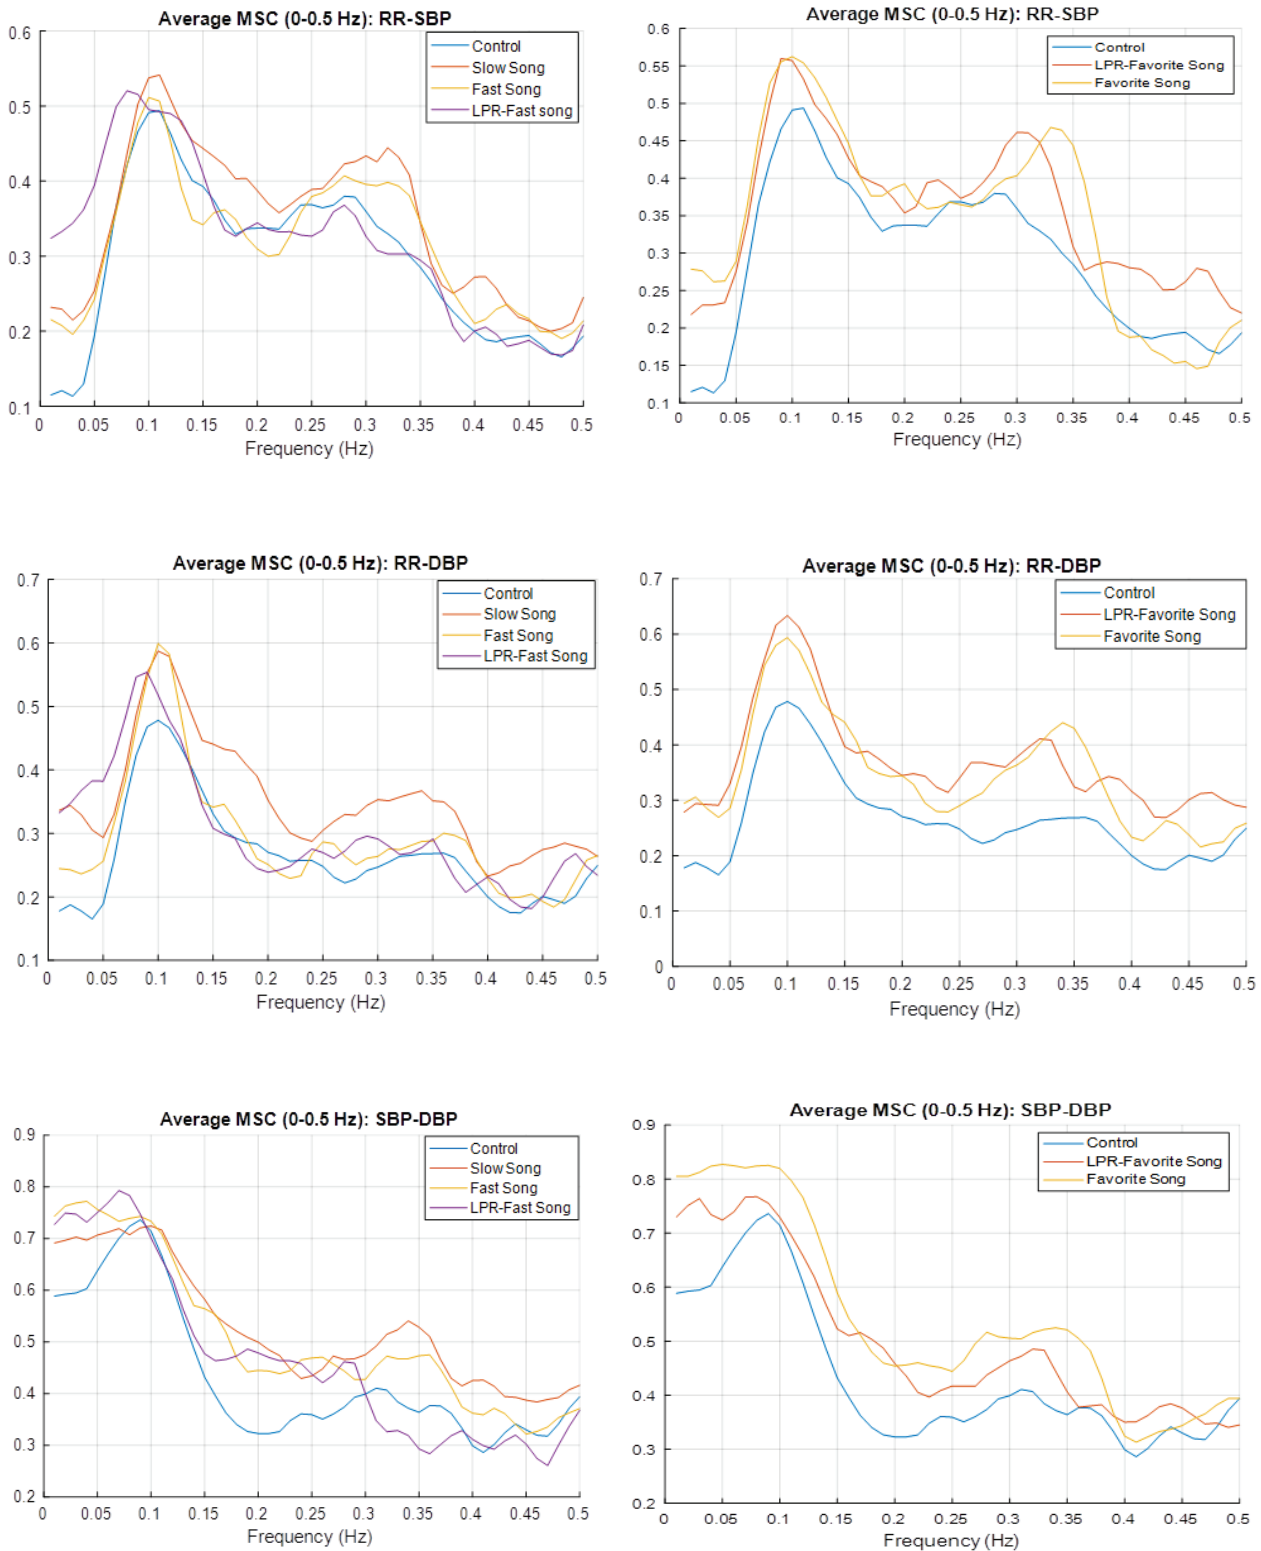 Average MSC (0-0.5 Hz): RR-SBP
0.6
0.5
0.4
0.3
0.2
0.1
Control
Slow Song
Fast Song
LPR-Fast song
0 0.05 0.1 0.15 0.2 0.25 0.3 0.35 0.4 0.45 0.5
Frequency (Hz)
Average MSC (0-0.5 Hz): RR-SBP
0.6
0.55
0.5
0.45
0.4
0.35
0.3
0.25
0.2
0.15
0.1
Control
LPR-Favorite Song
Favorite Song
0 0.05 0.1 0.15 0.2 0.25 0.3 0.35 0.4 0.45 0.5
Frequency (Hz)
Average MSC (0-0.5 Hz): RR-DBP
0.7
0.6
0.5
0.4
0.3
0.2
0.1
Control
Slow Song
Fast Song
LPR-Fast Song
0 0.05 0.1 0.15 0.2 0.25 0.3 0.35 0.4 0.45 0.5
Frequency (Hz)
Average MSC (0-0.5 Hz): RR-DBP
0.7
0.6
0.5
0.4
0.3
0.2
0.1
0
Control
LPR-Favorite Song
Favorite Song
0 0.05 0.1 0.15 0.2 0.25 0.3 0.35 0.4 0.45 0.5
Frequency (Hz)
Average MSC (0-0.5 Hz): SBP-DBP
0.9
0.8
0.7
0.6
0.5
0.4
0.3
0.2
Control
Slow Song
Fast Song
LPR-Fast Song
0 0.05 0.1 0.15 0.2 0.25 0.3 0.35 0.4 0.45 0.5
Frequency (Hz)
Average MSC (0-0.5 Hz): SBP-DBP
0.9
0.8
0.7
0.6
0.5
0.4
0.3
0.2
Control
LPR-Favorite Song
Favorite Song
0 0.05 0.1 0.15 0.2 0.25 0.3 0.35 0.4 0.45 0.5
Frequency (Hz)